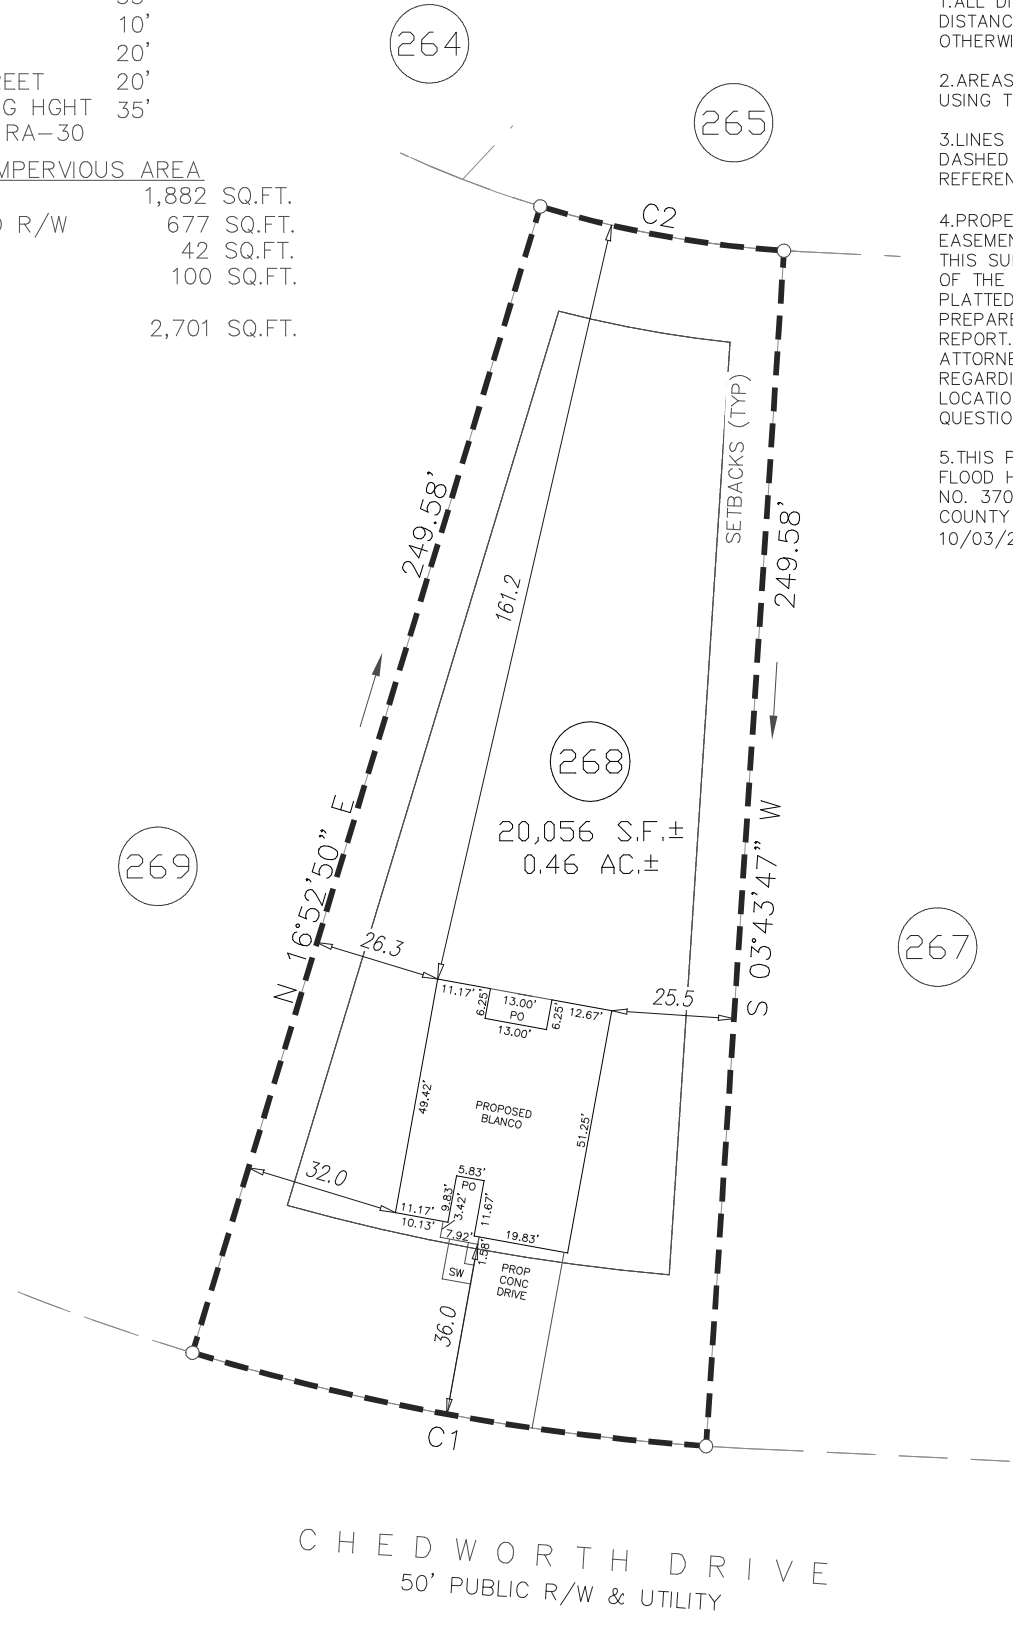 10'
20'
20'
G HGHT 35'
RA-30
MPERVIOUS AREA
1,882 SQ.FT.
R/W 677 SQ.FT.
42 SQ.FT.
100 SQ.FT.
2,701 SQ.FT.
264
265
C2
1.ALL
OTHERWI
2.AREAS
USING T
3.LINES
DASHED
REFEREN
4.PROPE
EASEMEN
THIS SU
OF THE
PLATTED
PREPARE
REPORT.
ATTORNE
REGARDI
LOCATIO
QUESTIO
5.THIS P
FLOOD H
NO. 370
COUNTY
10/03/2
SETBACKS (TYP)
249.58'
249.58'
161.2
268
20,056 S.F.±
0.46 AC.±
269
267
N 16°52'50" E
S 03°43'47" W
26.3
25.5
11.17'
6.25'
13.00'
PO
13.00'
6.25'
12.67'
49.42'
PROPOSED
BLANCO
51.25'
32.0
5.83'
PO
9.83'
3.42'
11.67'
11.17'
10.13'
7.92'
1.58'
19.83'
SW
PROP
CONC
DRIVE
36.0
C1
CHEDWORTH DRIVE
50' PUBLIC R/W & UTILITY